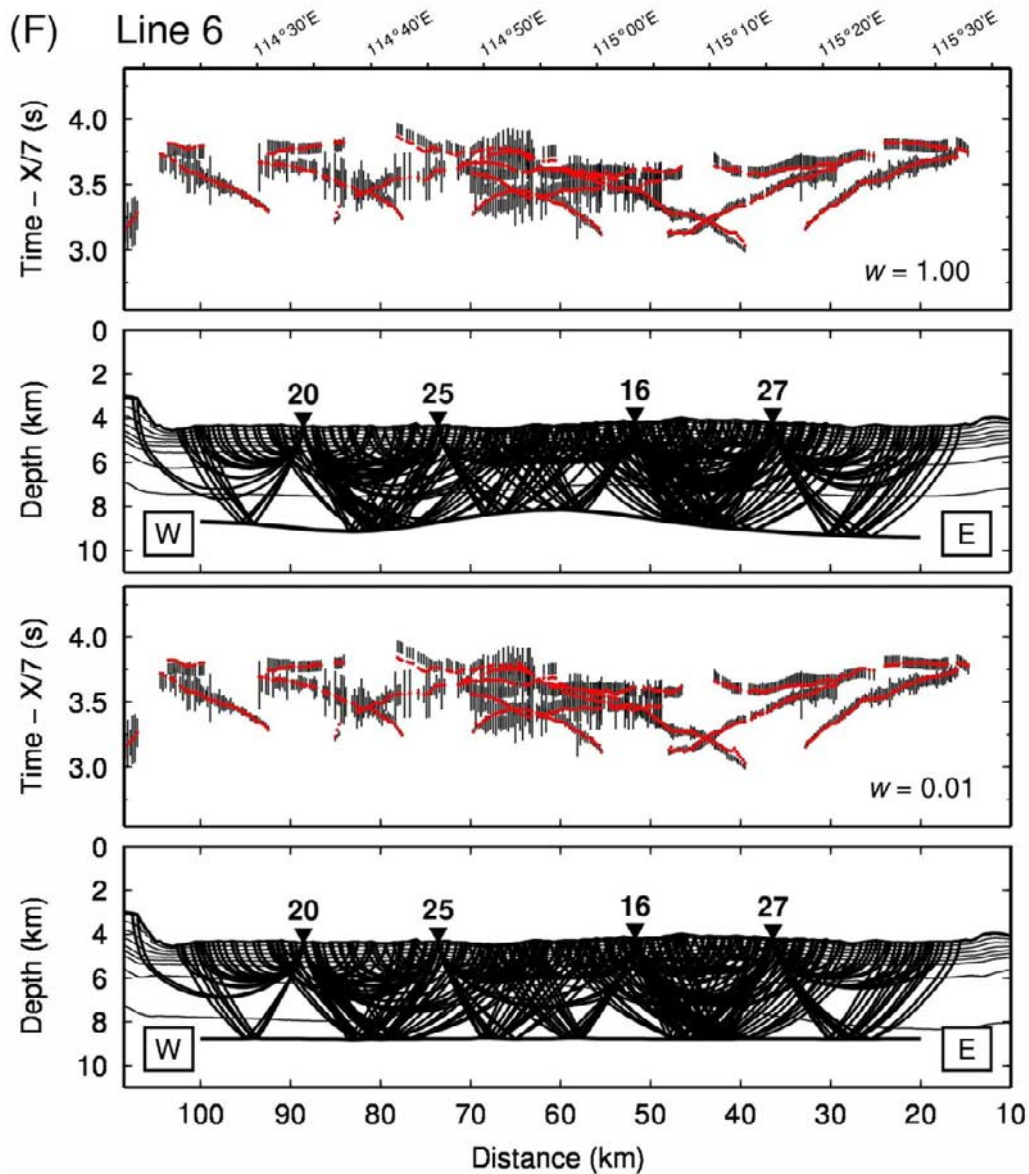 (F) Line 6
114°30'E 114°40'E 114°50'E 115°00'E 115°10'E 115°20'E 115°30'E
Time – X/7 (s)
4.0
3.5
3.0
w = 1.00
Depth (km)
0
2
4
6
8
10
20 25 16 27
W E
Time – X/7 (s)
4.0
3.5
3.0
w = 0.01
Depth (km)
0
2
4
6
8
10
20 25 16 27
W E
100 90 80 70 60 50 40 30 20 10
Distance (km)